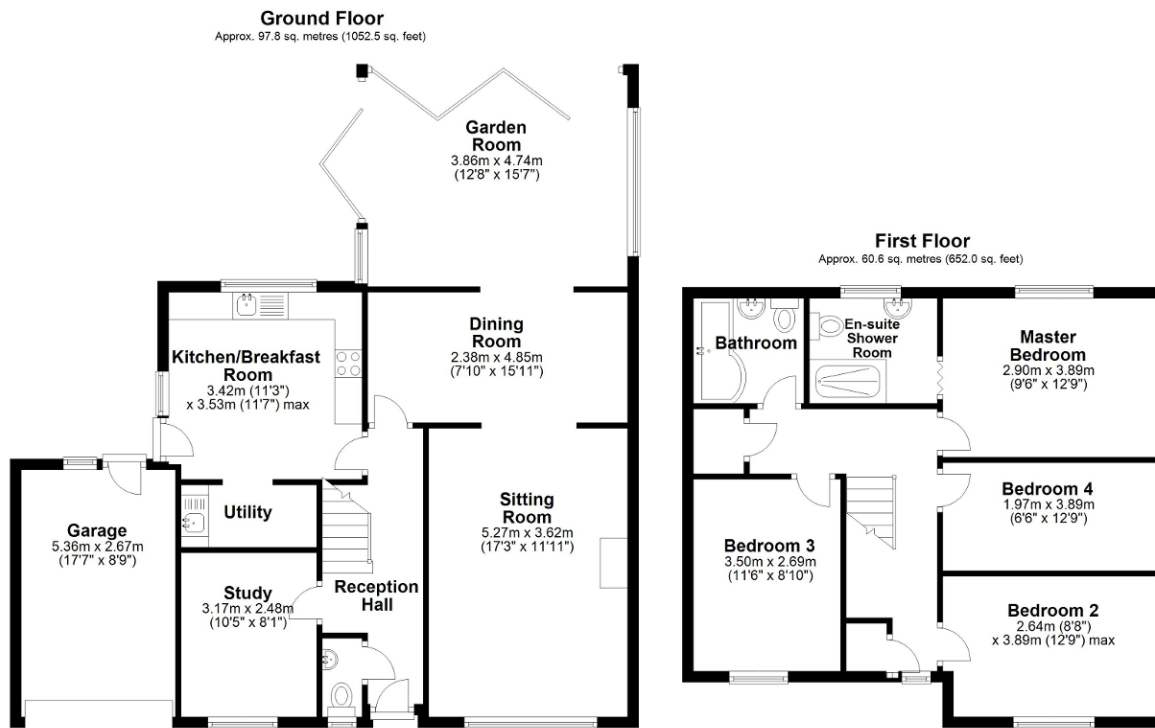 Ground Floor
Approx. 97.8 sq. metres (1052.5 sq. feet)
Garden
Room
3.86m x 4.74m
(12'8" x 15'7")
Dining
Room
2.38m x 4.85m
(7'10" x 15'11")
Kitchen/Breakfast
Room
3.42m (11'3")
x 3.53m (11'7") max
Utility
Sitting
Room
5.27m x 3.62m
(17'3" x 11'11")
Garage
5.36m x 2.67m
(17'7" x 8'9")
Study
3.17m x 2.48m
(10'5" x 8'1")
Reception
Hall
First Floor
Approx. 60.6 sq. metres (652.0 sq. feet)
Bathroom
En-suite
Shower
Room
Master
Bedroom
2.90m x 3.89m
(9'6" x 12'9")
Bedroom 4
1.97m x 3.89m
(6'6" x 12'9")
Bedroom 3
3.50m x 2.69m
(11'6" x 8'10")
Bedroom 2
2.64m (8'8")
x 3.89m (12'9") max